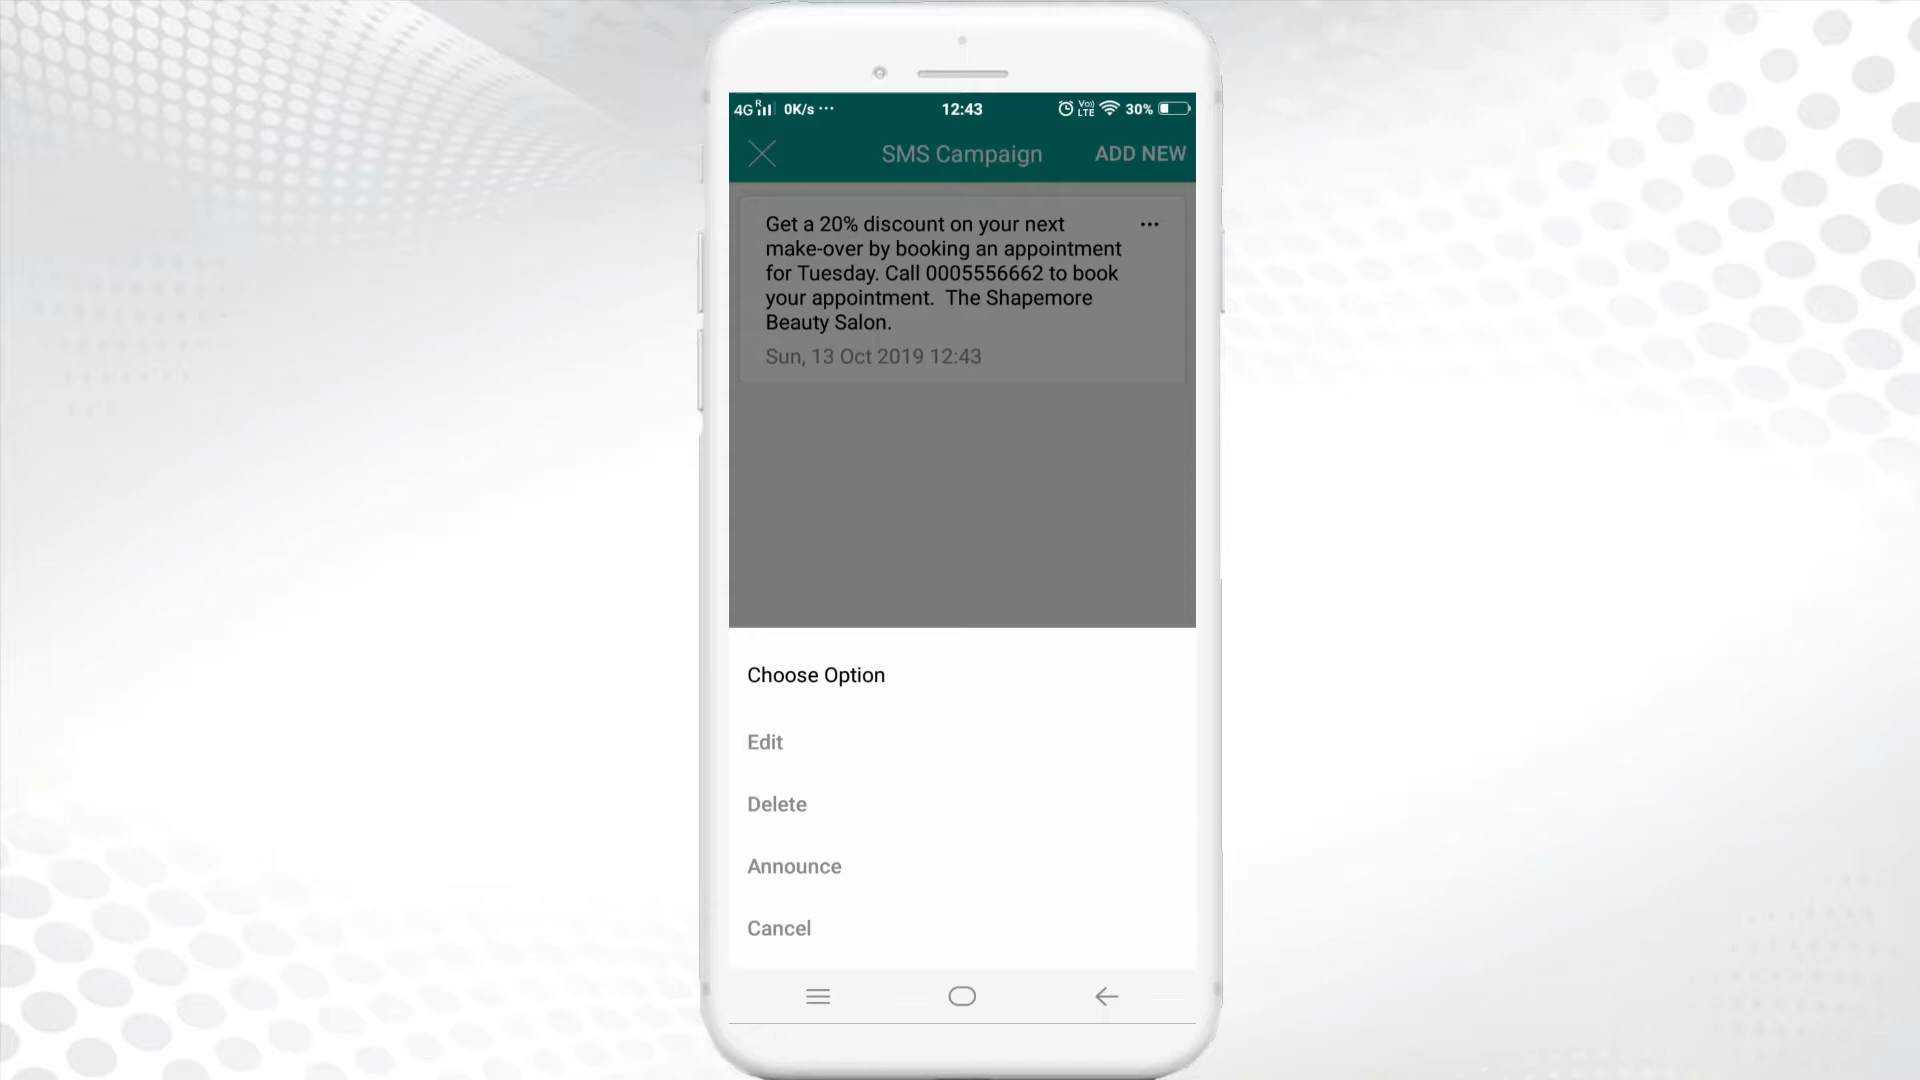 4G R 0K/s ... 12:43 Vo) LTE 30%
SMS Campaign ADD NEW
Get a 20% discount on your next
make-over by booking an appointment
for Tuesday. Call 0005556662 to book
your appointment.  The Shapemore
Beauty Salon.
Sun, 13 Oct 2019 12:43
Choose Option
Edit
Delete
Announce
Cancel